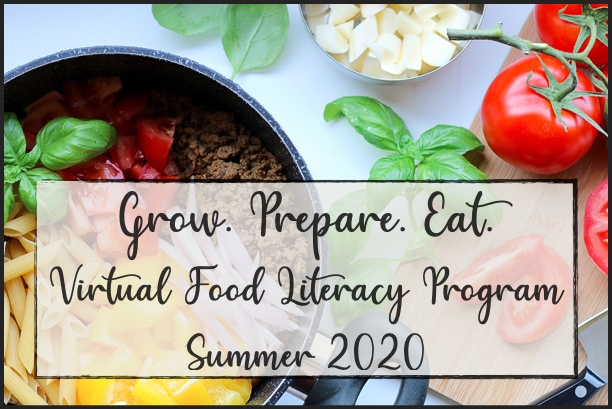 Grow. Prepare. Eat.
Virtual Food Literacy Program
Summer 2020